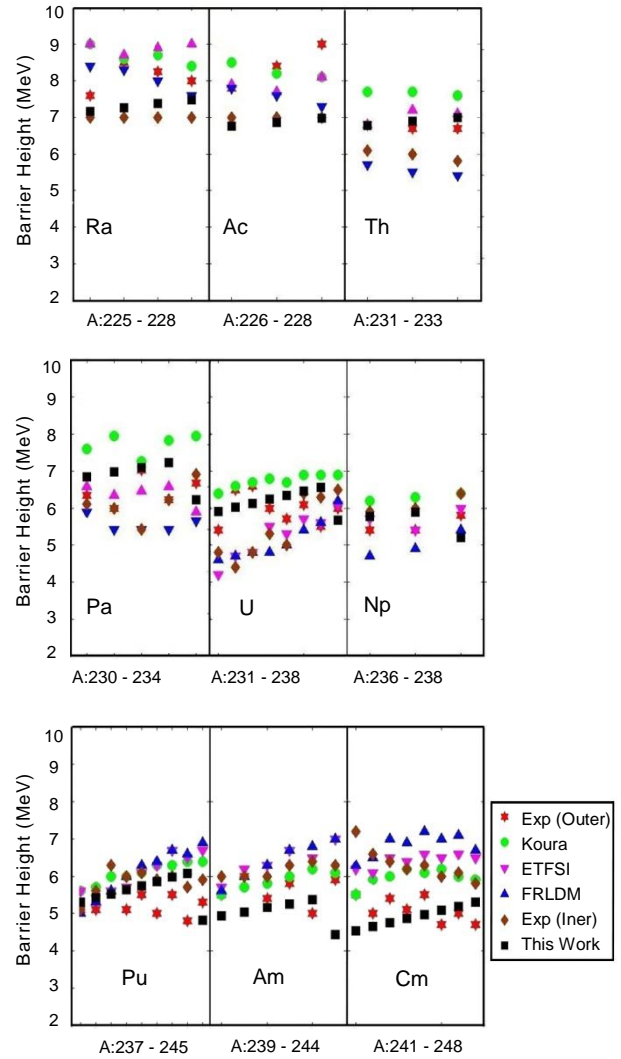 Barrier Height (MeV)
10
9
8
7
6
5
4
3
2
Ra
Ac
Th
A:225 - 228
A:226 - 228
A:231 - 233
Barrier Height (MeV)
10
9
8
7
6
5
4
3
2
Pa
U
Np
A:230 - 234
A:231 - 238
A:236 - 238
Barrier Height (MeV)
10
9
8
7
6
5
4
3
2
Pu
Am
Cm
A:237 - 245
A:239 - 244
A:241 - 248
Exp (Outer)
Koura
ETFSI
FRLDM
Exp (Iner)
This Work